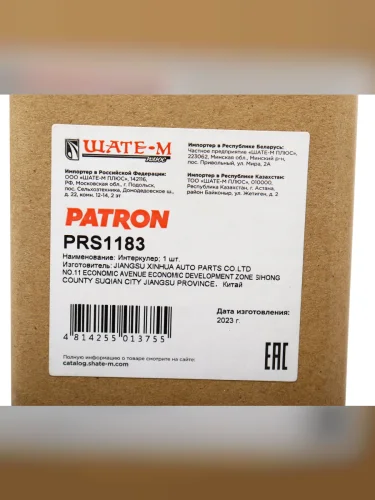 ШАТЕ-М
ПЛЮС
Импортер в Российской Федерации:
ООО «ШАТЕ-М ПЛЮС», 142116,
РФ, Московская обл., г. Подольск,
пос. Сельхозтехника, Домодедовское ш.,
д. 22, комн. 12-14, 2 эт
Импортер в Республике Беларусь:
Частное предприятие «ШАТЕ-М ПЛЮС»,
223062, Минская обл., Минский р-н,
пос. Привольный, ул. Мира, 2А
Импортер в Республике Казахстан:
ТОО «ШАТЕ-М ПЛЮС», 010000,
Республика Казахстан, г. Астана,
район Байконыр, ул. Жетиген, д. 2
PATRON
PRS1183
Наименование: Интеркулер; 1 шт.
Изготовитель: JIANGSU XINHUA AUTO PARTS CO.LTD
NO.11 ECONOMIC AVENUE ECONOMIC DEVELOPMENT ZONE SIHONG
COUNTY SUQIAN CITY JIANGSU PROVINCE, Китай
Дата изготовления:
2023 г.
4 814255 013755
EAC
Полную информацию о товаре смотрите на сайте
catalog.shate-m.com